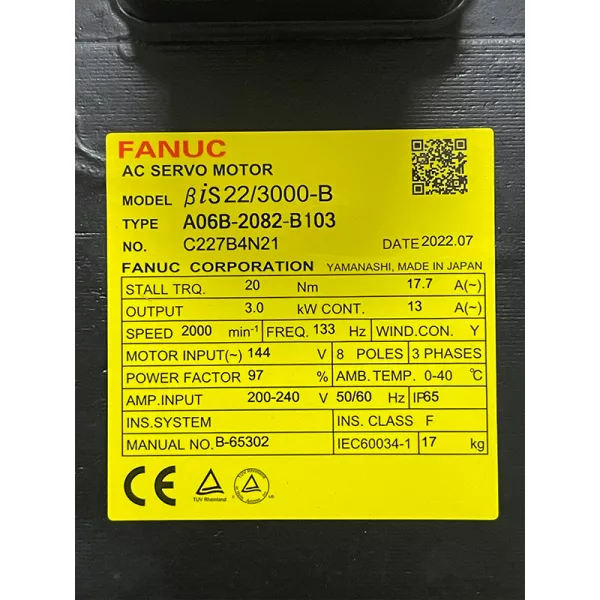 FANUC
AC SERVO MOTOR
MODEL βiS22/3000-B
TYPE A06B-2082-B103
NO. C227B4N21 DATE 2022.07
FANUC CORPORATION YAMANASHI, MADE IN JAPAN
STALL TRQ. 20 Nm 17.7 A(~)
OUTPUT 3.0 kW CONT. 13 A(~)
SPEED 2000 min-1 FREQ. 133 Hz WIND.CON. Y
MOTOR INPUT(~) 144 V 8 POLES 3 PHASES
POWER FACTOR 97 % AMB.TEMP. 0-40 ℃
AMP.INPUT 200-240 V 50/60 Hz IP65
INS.SYSTEM INS. CLASS F
MANUAL NO. B-65302 IEC60034-1 17 kg
CE TUV Rheinland C US